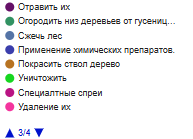 Отравить их
Огородить низ деревьев от гусениц...
Сжечь лес
Применение химических препаратов.
Покрасить ствол дерево
Уничтожить
Специалтные спреи
Удаление их
▲ 3/4 ▼